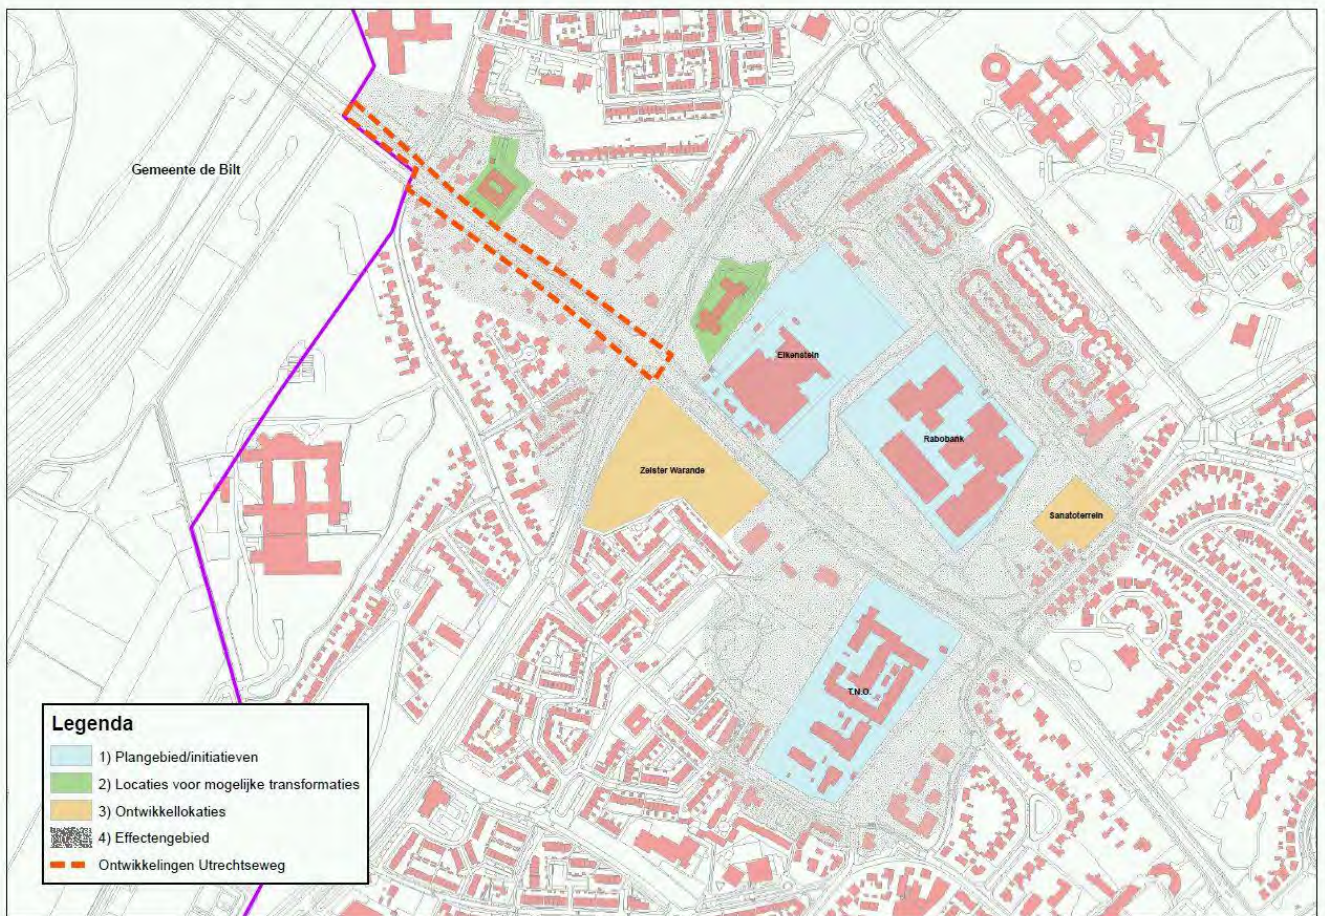 Gemeente de Bilt
Eikenstein
Rabobank
Zeister Warande
Sanatoterrein
T.N.O.
Legenda
1) Plangebied/initiatieven
2) Locaties voor mogelijke transformaties
3) Ontwikkellokaties
4) Effectengebied
Ontwikkelingen Utrechtseweg